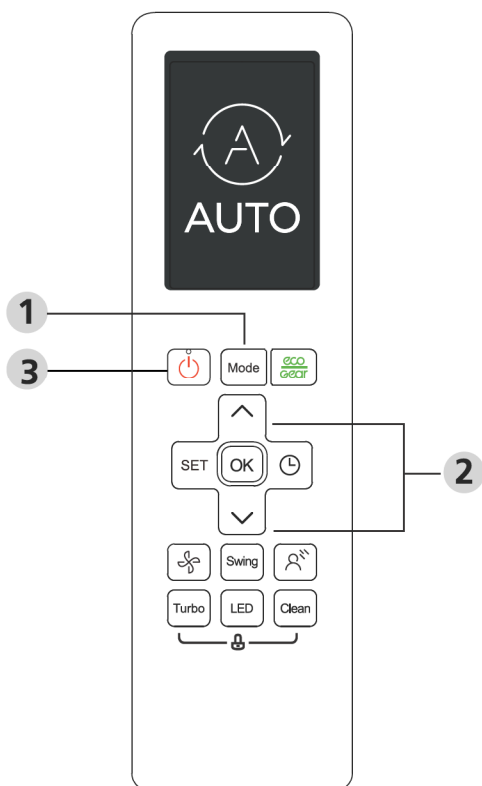 A
AUTO
1
3
Mode
eco
Gear
SET
OK
2
Swing
Turbo
LED
Clean